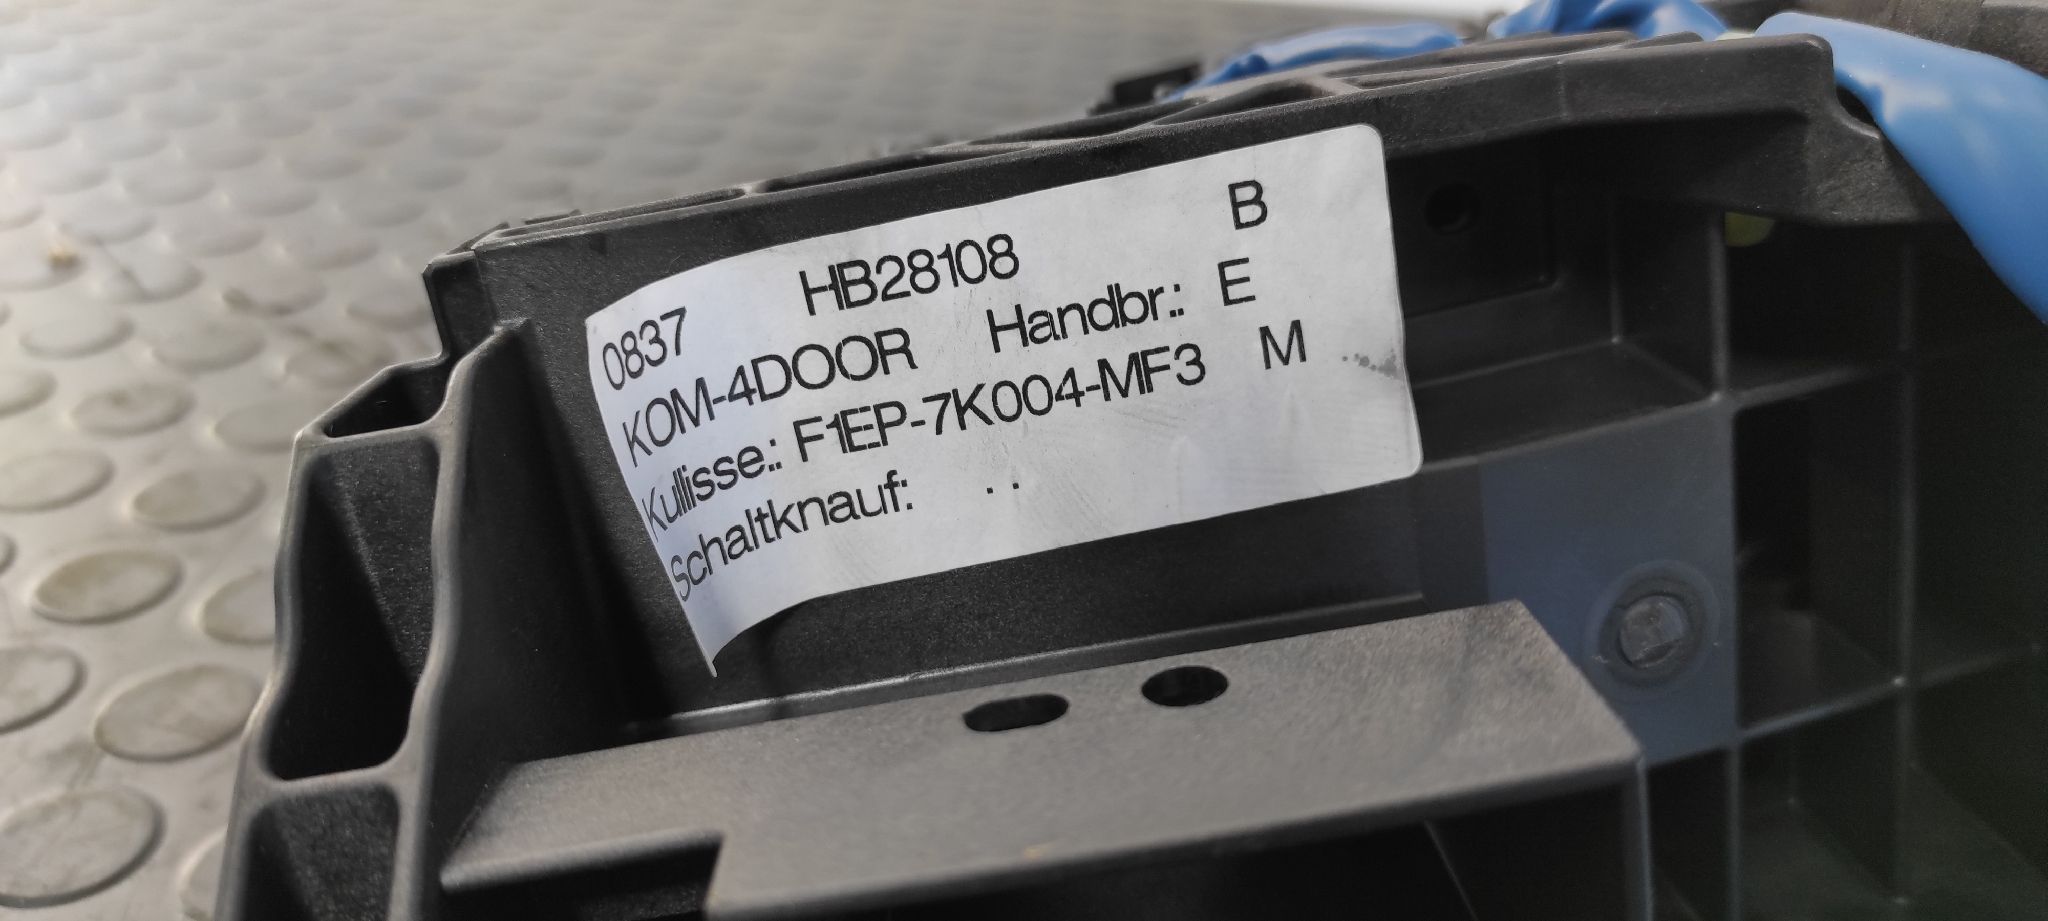 0837 HB28108 B
KOM-4DOOR Handbr.: E
Kullisse.: F1EP-7K004-MF3 M
Schaltknauf: . .